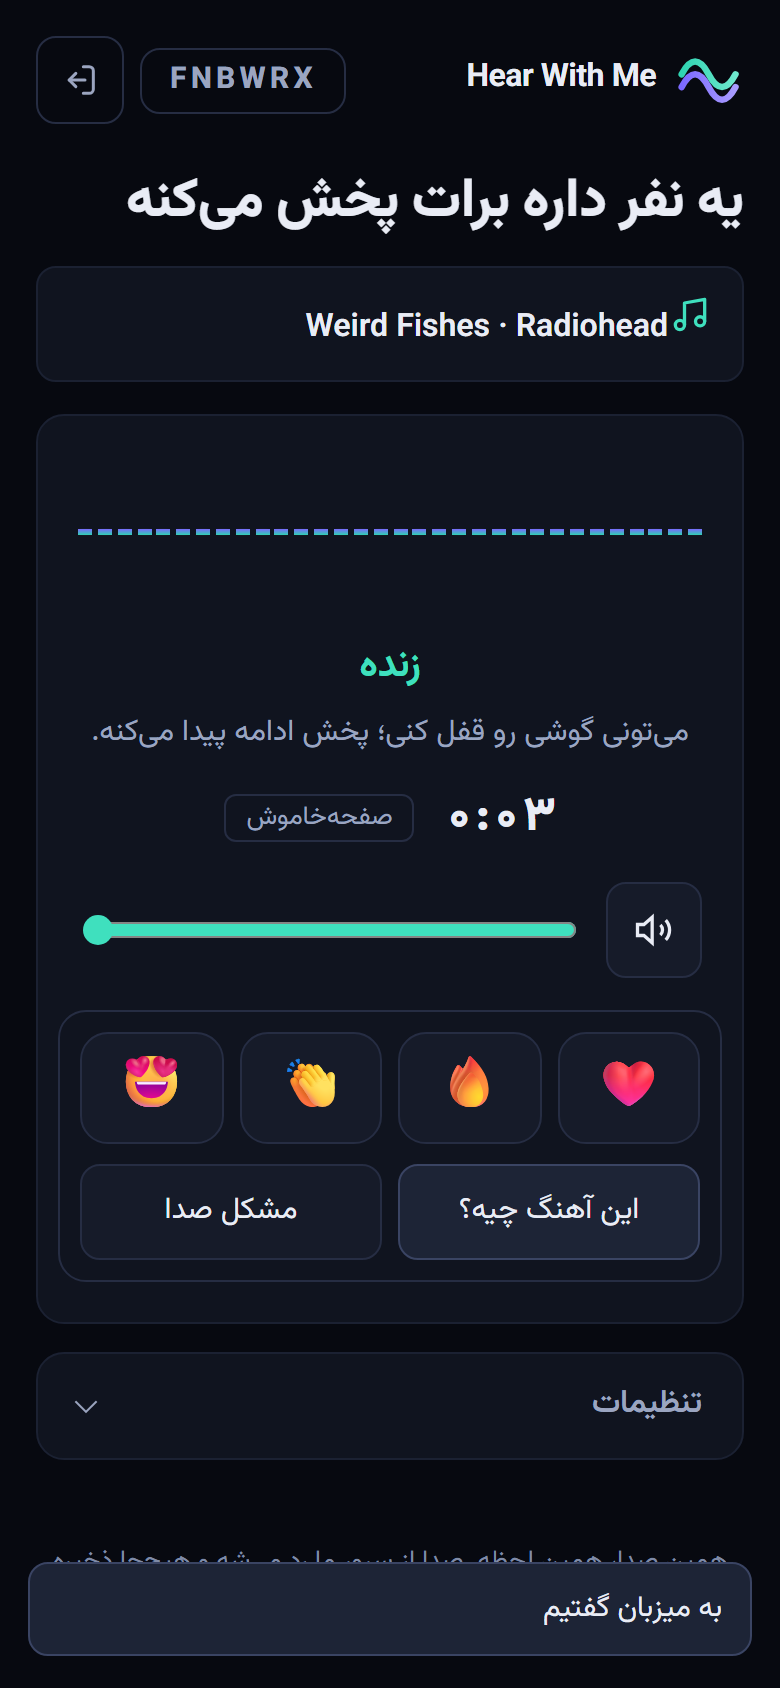 Hear With Me
FNBWRX
یه نفر داره برات پخش می‌کنه
Weird Fishes · Radiohead
زنده
می‌تونی گوشی رو قفل کنی؛ پخش ادامه پیدا می‌کنه.
۰:۰۳
صفحه‌خاموش
این آهنگ چیه؟
مشکل صدا
تنظیمات
به میزبان گفتیم